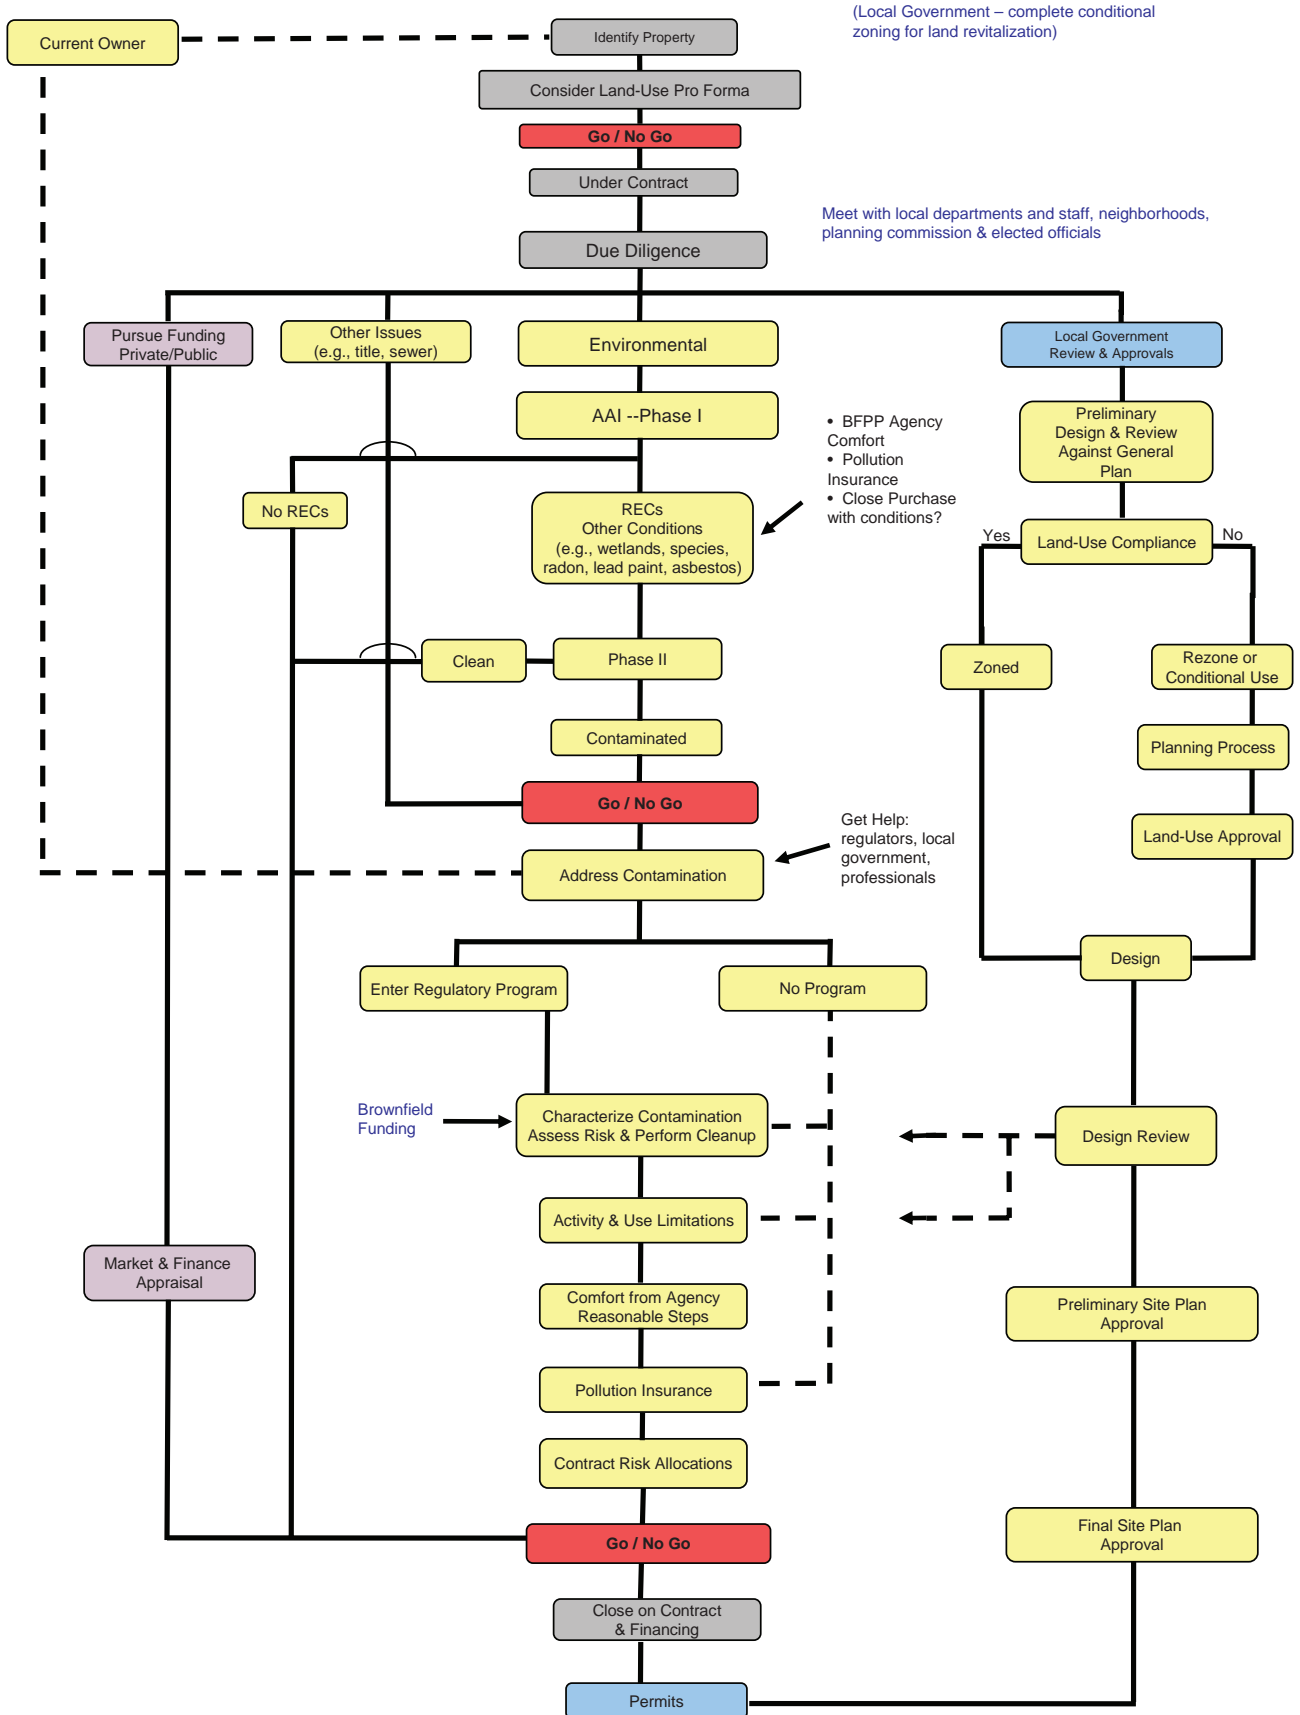 (Local Government – complete conditional
zoning for land revitalization)
Current Owner
Identify Property
Consider Land-Use Pro Forma
Go / No Go
Under Contract
Meet with local departments and staff, neighborhoods,
planning commission & elected officials
Due Diligence
Pursue Funding
Private/Public
Other Issues
(e.g., title, sewer)
Environmental
Local Government
Review & Approvals
AAI --Phase I
• BFPP Agency
Comfort
• Pollution
Insurance
• Close Purchase
with conditions?
Preliminary
Design & Review
Against General
Plan
No RECs
RECs
Other Conditions
(e.g., wetlands, species,
radon, lead paint, asbestos)
Yes
Land-Use Compliance
No
Clean
Phase II
Zoned
Rezone or
Conditional Use
Contaminated
Planning Process
Go / No Go
Get Help:
regulators, local
government,
professionals
Land-Use Approval
Address Contamination
Design
Enter Regulatory Program
No Program
Brownfield
Funding
Characterize Contamination
Assess Risk & Perform Cleanup
Design Review
Activity & Use Limitations
Market & Finance
Appraisal
Comfort from Agency
Reasonable Steps
Preliminary Site Plan
Approval
Pollution Insurance
Contract Risk Allocations
Final Site Plan
Approval
Go / No Go
Close on Contract
& Financing
Permits